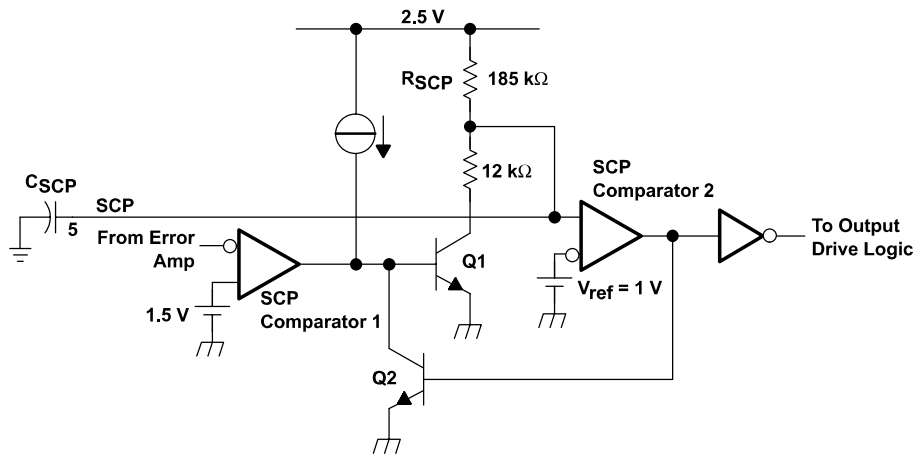 2.5 V
RSCP
185 kΩ
12 kΩ
CSCP
SCP
5
From Error
Amp
1.5 V
SCP
Comparator 1
Q1
SCP
Comparator 2
Vref = 1 V
To Output
Drive Logic
Q2